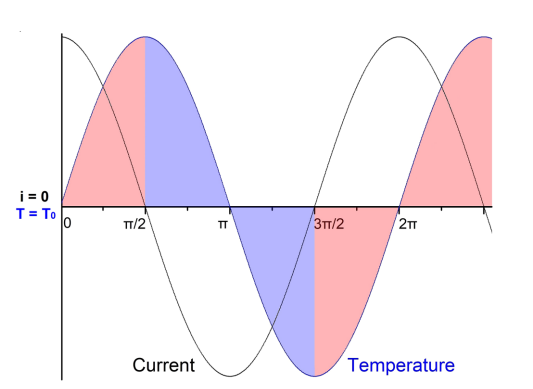 i = 0
T = T₀
0 π/2 π 3π/2 2π
Current Temperature